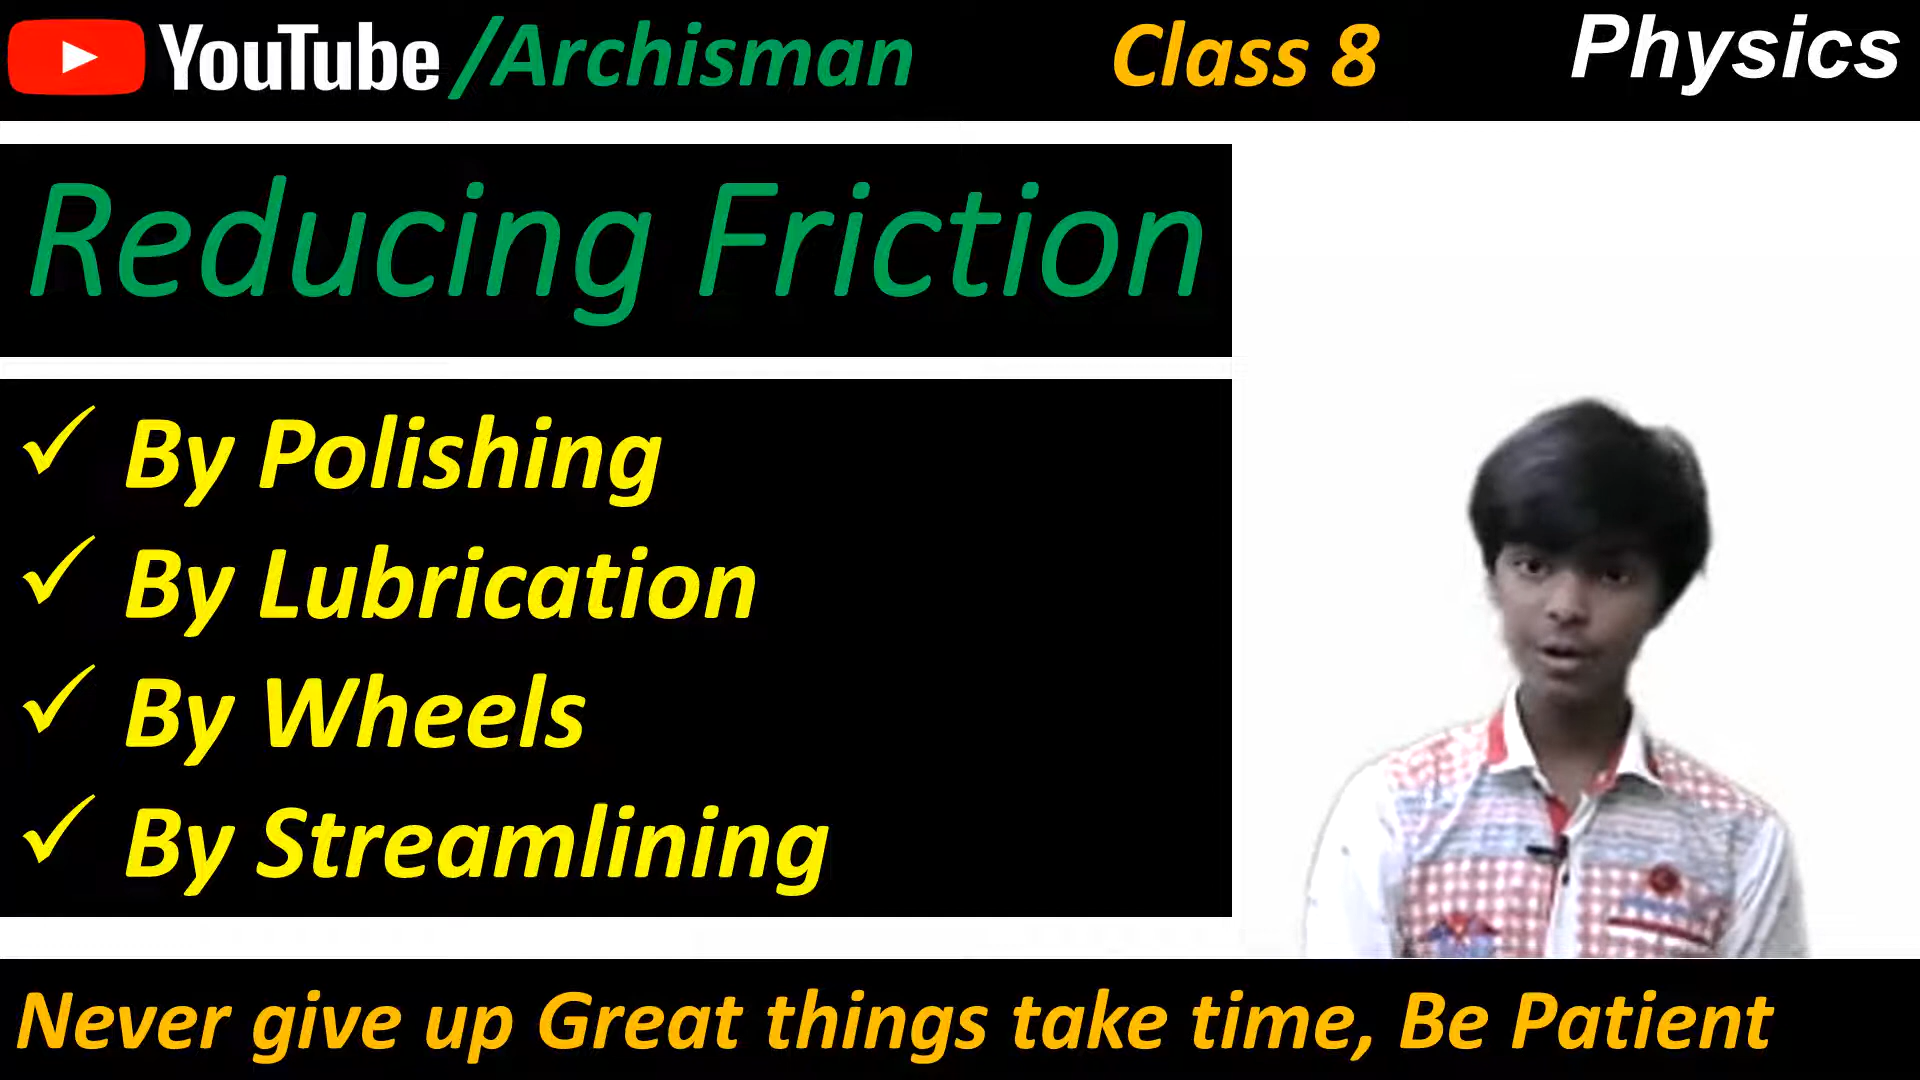 YouTube/Archisman Class 8 Physics
Reducing Friction
✓ By Polishing
✓ By Lubrication
✓ By Wheels
✓ By Streamlining
Never give up Great things take time, Be Patient